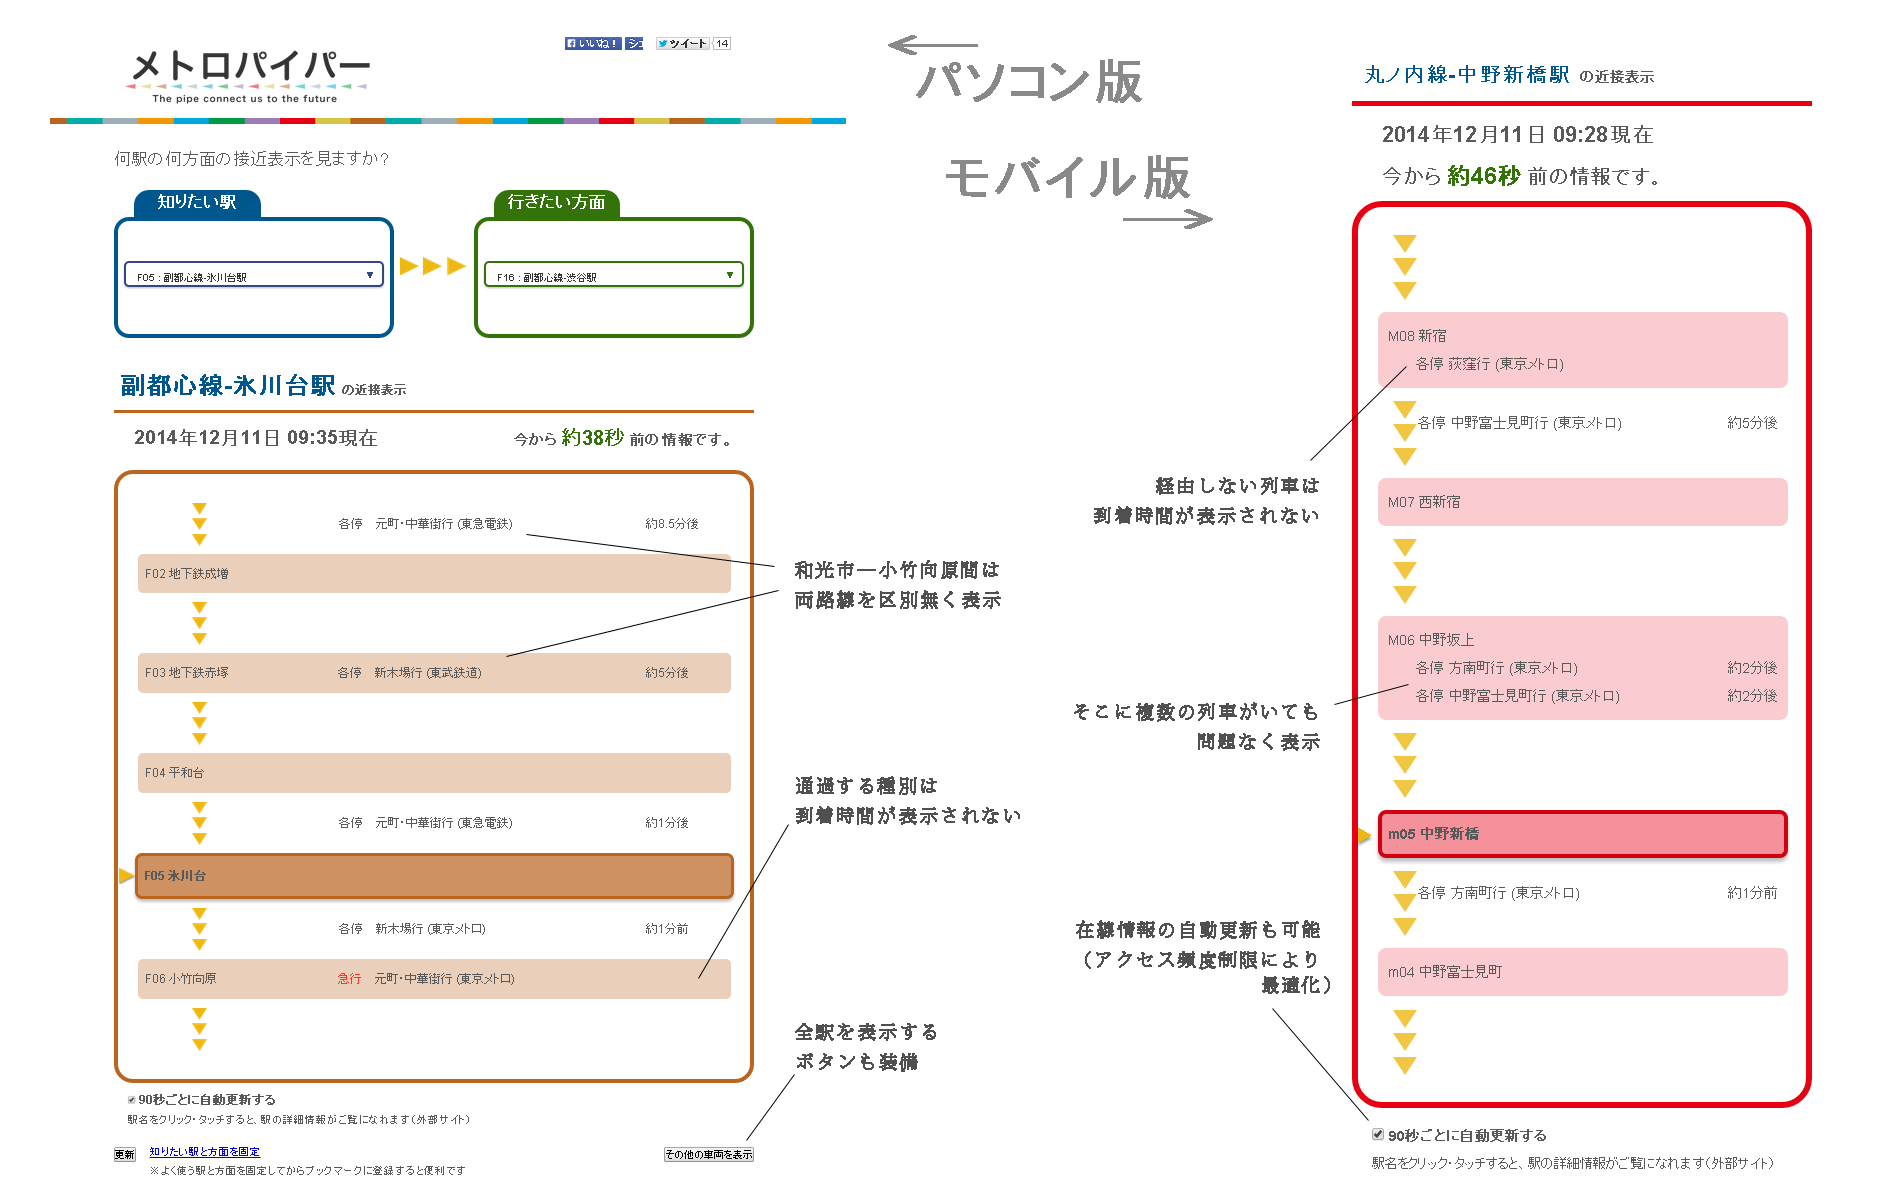 メトロパイパー
The pipe connect us to the future
いいね！ シェ ツイート 14
何駅の何方面の接近表示を見ますか？
知りたい駅
F05 : 副都心線-氷川台駅
行きたい方面
F16 : 副都心線-渋谷駅
副都心線-氷川台駅 の近接表示
2014年12月11日 09:35現在
今から 約38秒 前の情報です。
各停 元町・中華街行 (東急電鉄) 約8.5分後
F02 地下鉄成増
F03 地下鉄赤塚 各停 新木場行 (東武鉄道) 約5分後
F04 平和台
各停 元町・中華街行 (東急電鉄) 約1分後
F05 氷川台
各停 新木場行 (東京メトロ) 約1分前
F06 小竹向原 急行 元町・中華街行 (東京メトロ)
90秒ごとに自動更新する
駅名をクリック・タッチすると、駅の詳細情報がご覧になれます（外部サイト）
更新 知りたい駅と方面を固定
その他の車両を表示
※よく使う駅と方面を固定してからブックマークに登録すると便利です
パソコン版
モバイル版
和光市―小竹向原間は
両路線を区別無く表示
通過する種別は
到着時間が表示されない
全駅を表示する
ボタンも装備
経由しない列車は
到着時間が表示されない
そこに複数の列車がいても
問題なく表示
在線情報の自動更新も可能
（アクセス頻度制限により
最適化）
丸ノ内線-中野新橋駅 の近接表示
2014年12月11日 09:28現在
今から 約46秒 前の情報です。
M08 新宿
各停 荻窪行 (東京メトロ)
各停 中野富士見町行 (東京メトロ) 約5分後
M07 西新宿
M06 中野坂上
各停 方南町行 (東京メトロ) 約2分後
各停 中野富士見町行 (東京メトロ) 約2分後
m05 中野新橋
各停 方南町行 (東京メトロ) 約1分前
m04 中野富士見町
90秒ごとに自動更新する
駅名をクリック・タッチすると、駅の詳細情報がご覧になれます（外部サイト）